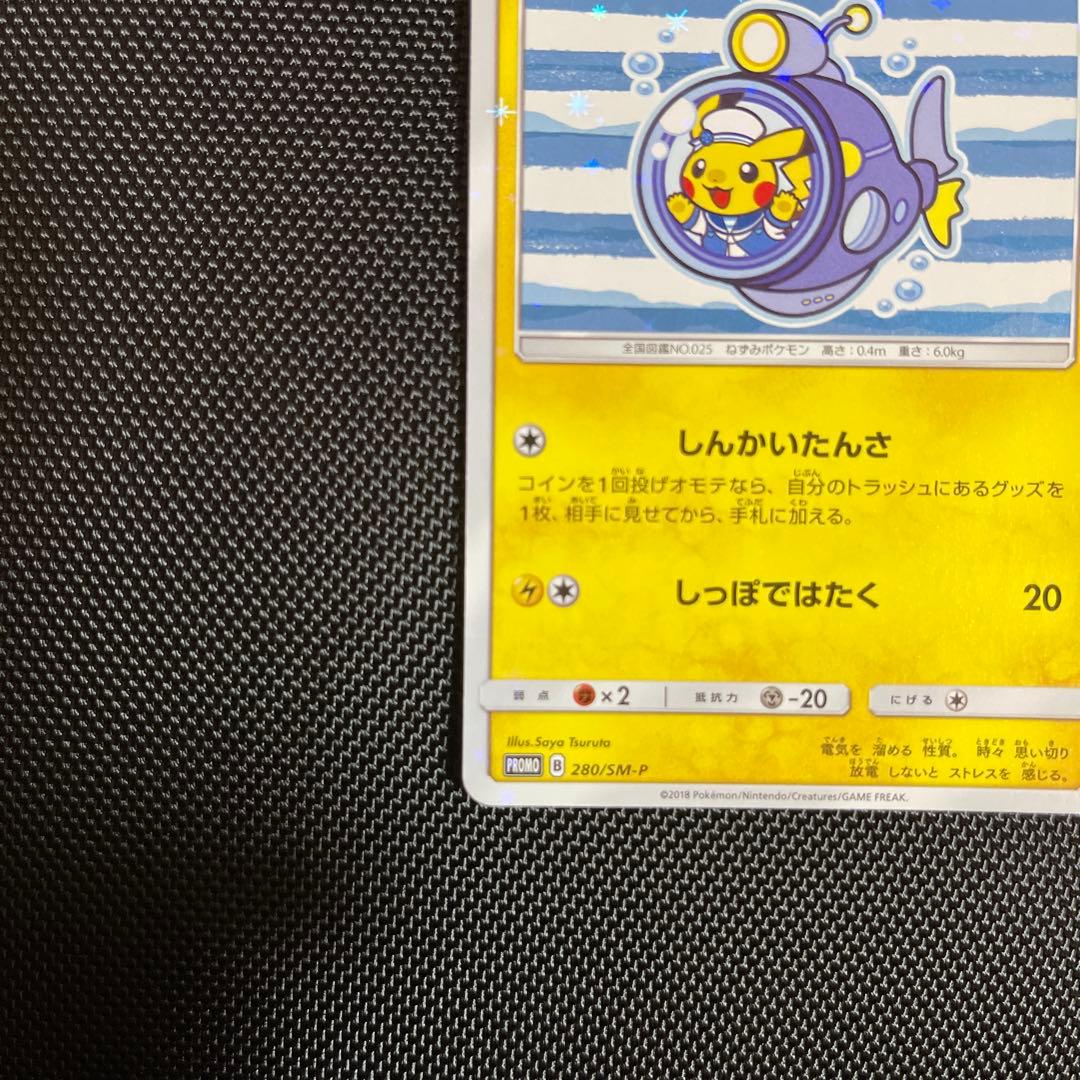 全国図鑑NO.025 ねずみポケモン 高さ:0.4m 重さ:6.0kg
しんかいたんさ
コインを1回投げオモテなら、自分のトラッシュにあるグッズを
1枚、相手に見せてから、手札に加える。
しっぽではたく 20
弱点 ×2 抵抗力 -20 にげる
Illus.Saya Tsuruta
PROMO B 280/SM-P
電気を 溜める 性質。 時々 思い切り
放電 しないと ストレスを 感じる。
©2018 Pokémon/Nintendo/Creatures/GAME FREAK.